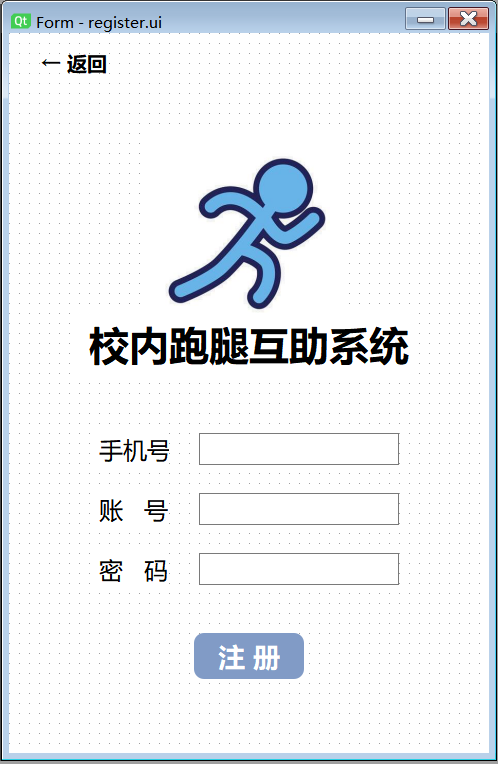 Qt Form - register.ui
← 返回
校内跑腿互助系统
手机号
账 号
密 码
注 册